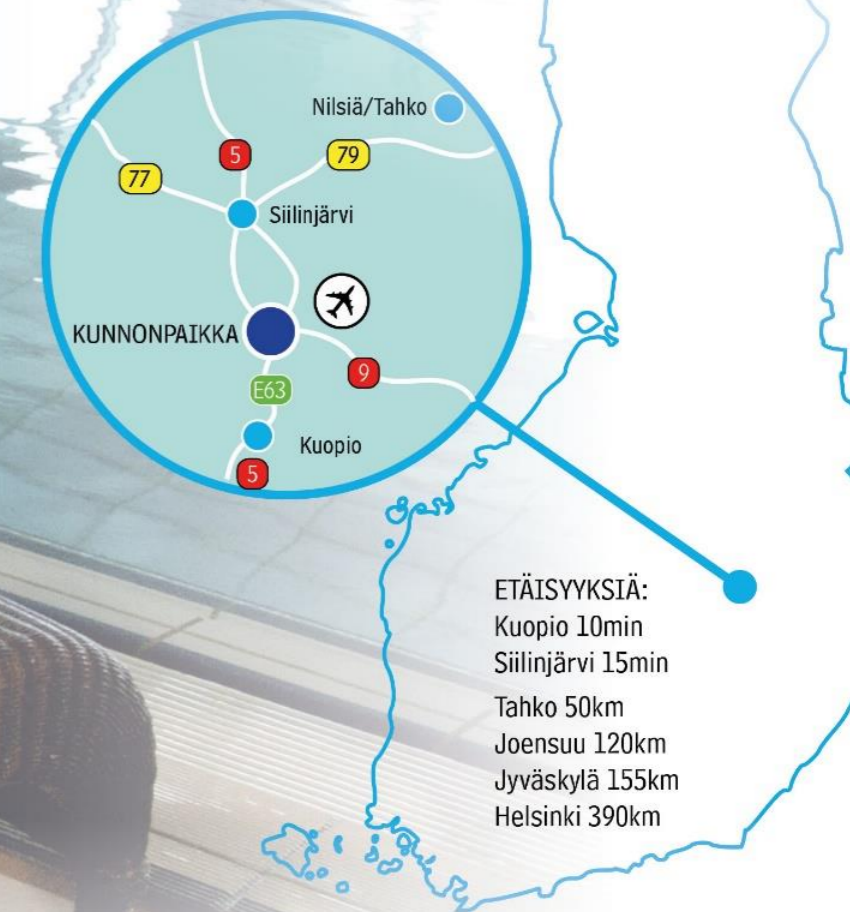 Nilsiä/Tahko
5
79
77
Siilinjärvi
KUNNONPAIKKA
9
E63
Kuopio
5
ETÄISYYKSIÄ:
Kuopio 10min
Siilinjärvi 15min
Tahko 50km
Joensuu 120km
Jyväskylä 155km
Helsinki 390km